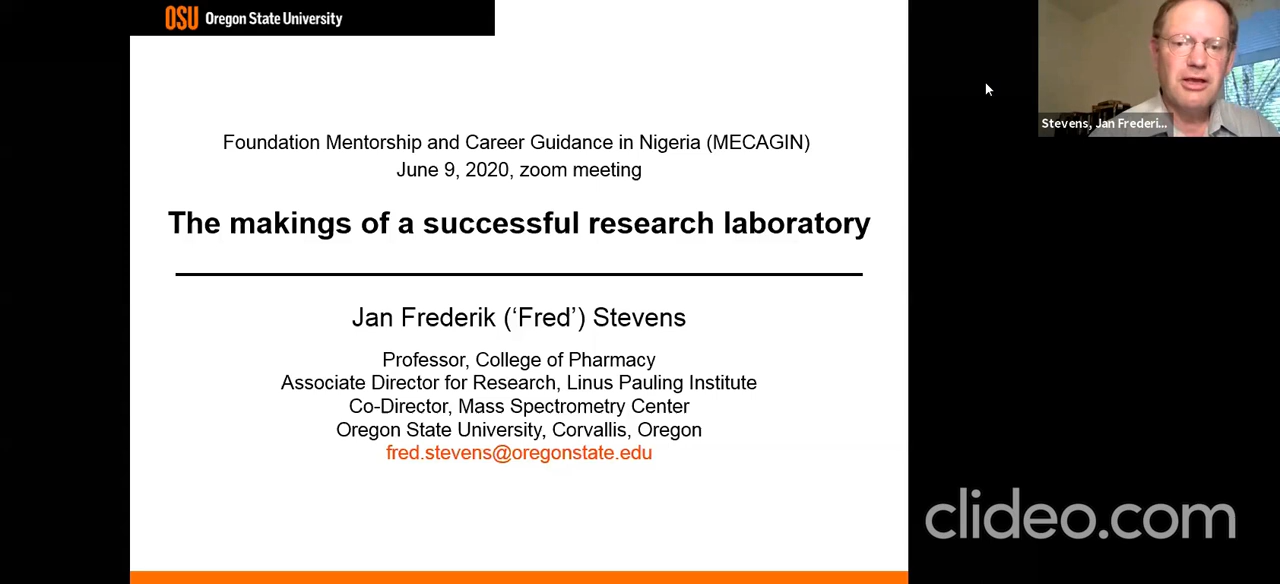 OSU Oregon State University
Foundation Mentorship and Career Guidance in Nigeria (MECAGIN)
June 9, 2020, zoom meeting
The makings of a successful research laboratory
Jan Frederik (‘Fred’) Stevens
Professor, College of Pharmacy
Associate Director for Research, Linus Pauling Institute
Co-Director, Mass Spectrometry Center
Oregon State University, Corvallis, Oregon
fred.stevens@oregonstate.edu
Stevens, Jan Frederi...
clideo.com